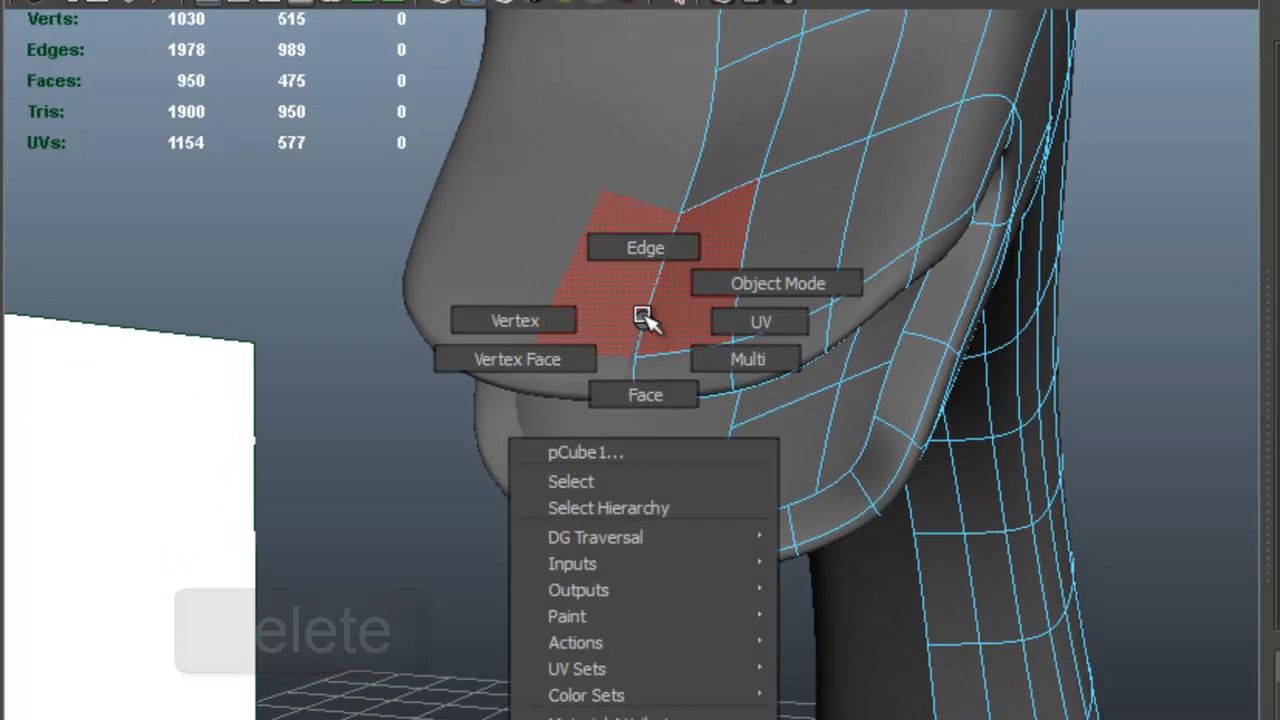 Verts: 1030 515 0
Edges: 1978 989 0
Faces: 950 475 0
Tris: 1900 950 0
UVs: 1154 577 0
Edge
Object Mode
Vertex
UV
Vertex Face
Multi
Face
pCube1...
Select
Select Hierarchy
DG Traversal
Inputs
Outputs
Paint
Actions
UV Sets
Color Sets
elete